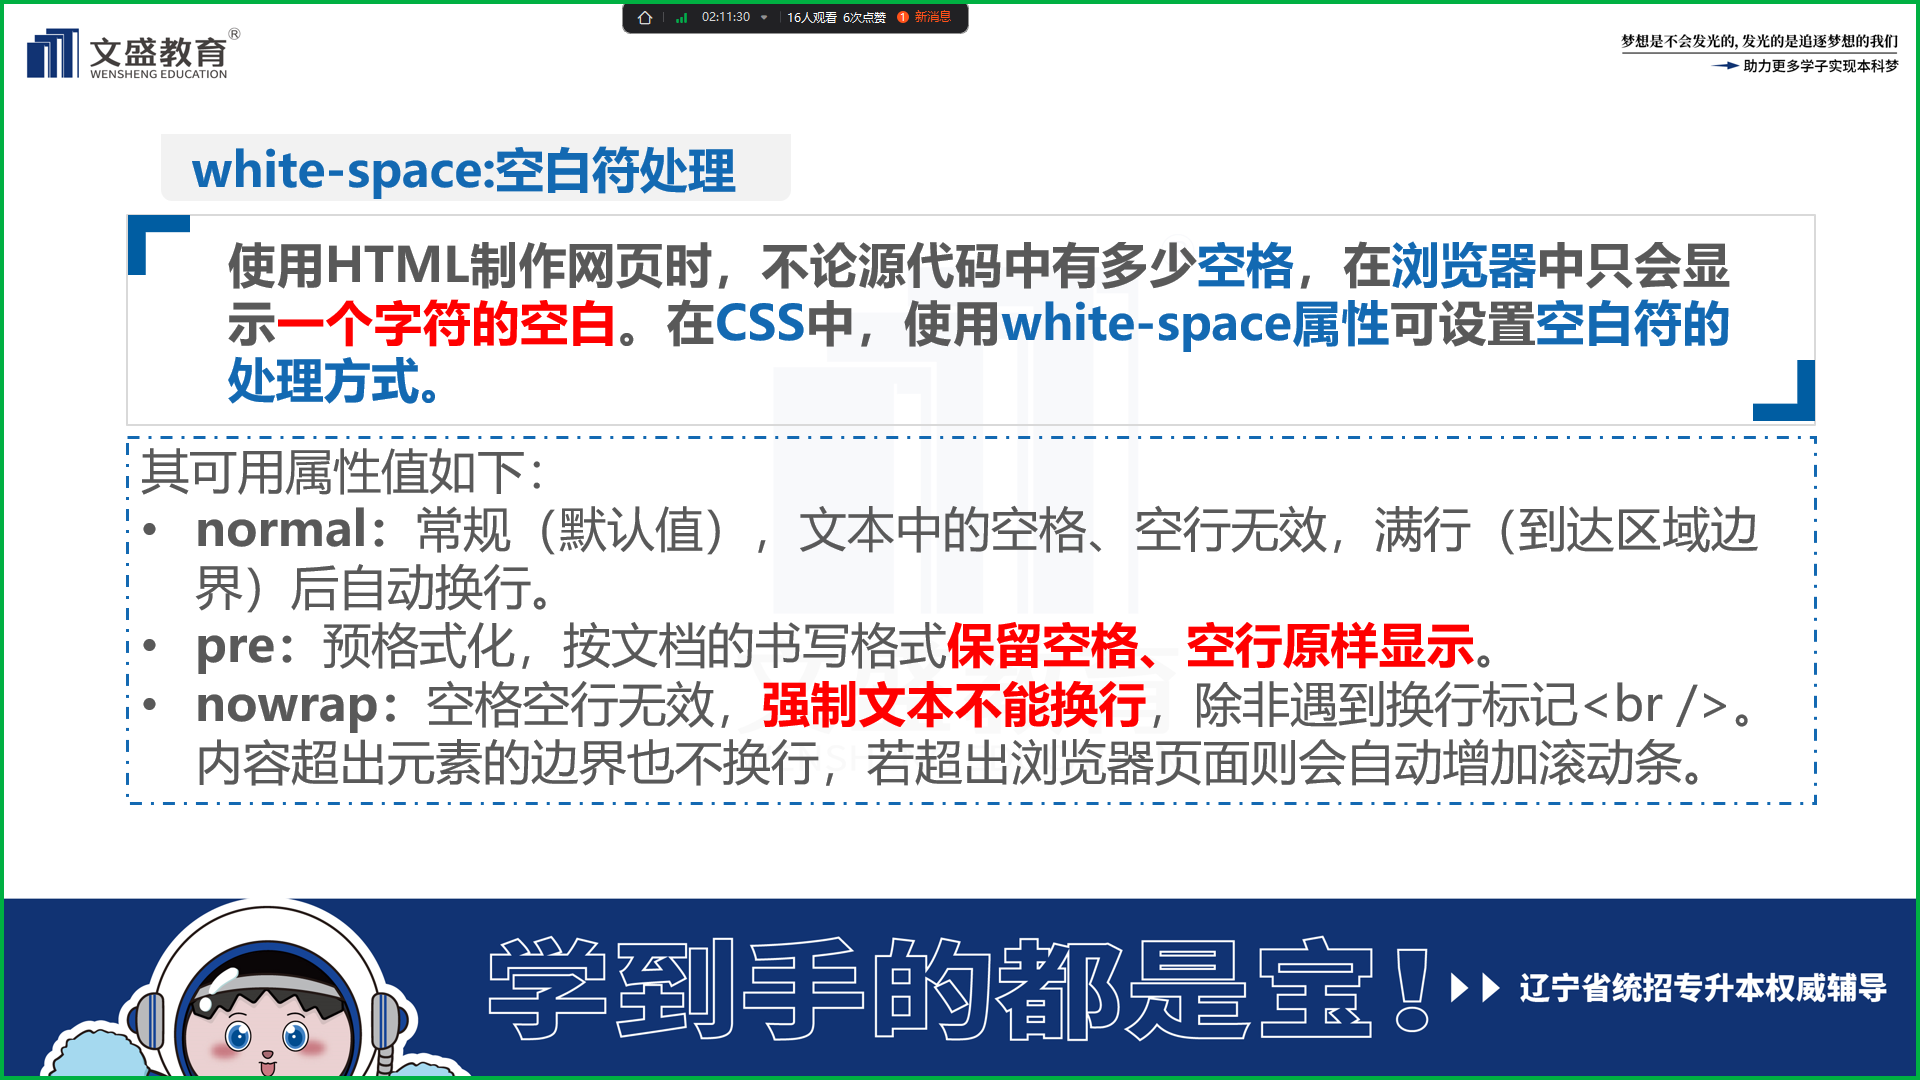 02:11:30 16人观看 6次点赞 1 新消息
文盛教育®
WENSHENG EDUCATION
梦想是不会发光的, 发光的是追逐梦想的我们
助力更多学子实现本科梦
white-space:空白符处理
使用HTML制作网页时，不论源代码中有多少空格，在浏览器中只会显
示一个字符的空白。在CSS中，使用white-space属性可设置空白符的
处理方式。
其可用属性值如下：
• normal：常规（默认值），文本中的空格、空行无效，满行（到达区域边
界）后自动换行。
• pre：预格式化，按文档的书写格式保留空格、空行原样显示。
• nowrap：空格空行无效，强制文本不能换行，除非遇到换行标记<br />。
内容超出元素的边界也不换行，若超出浏览器页面则会自动增加滚动条。
学到手的都是宝！
辽宁省统招专升本权威辅导